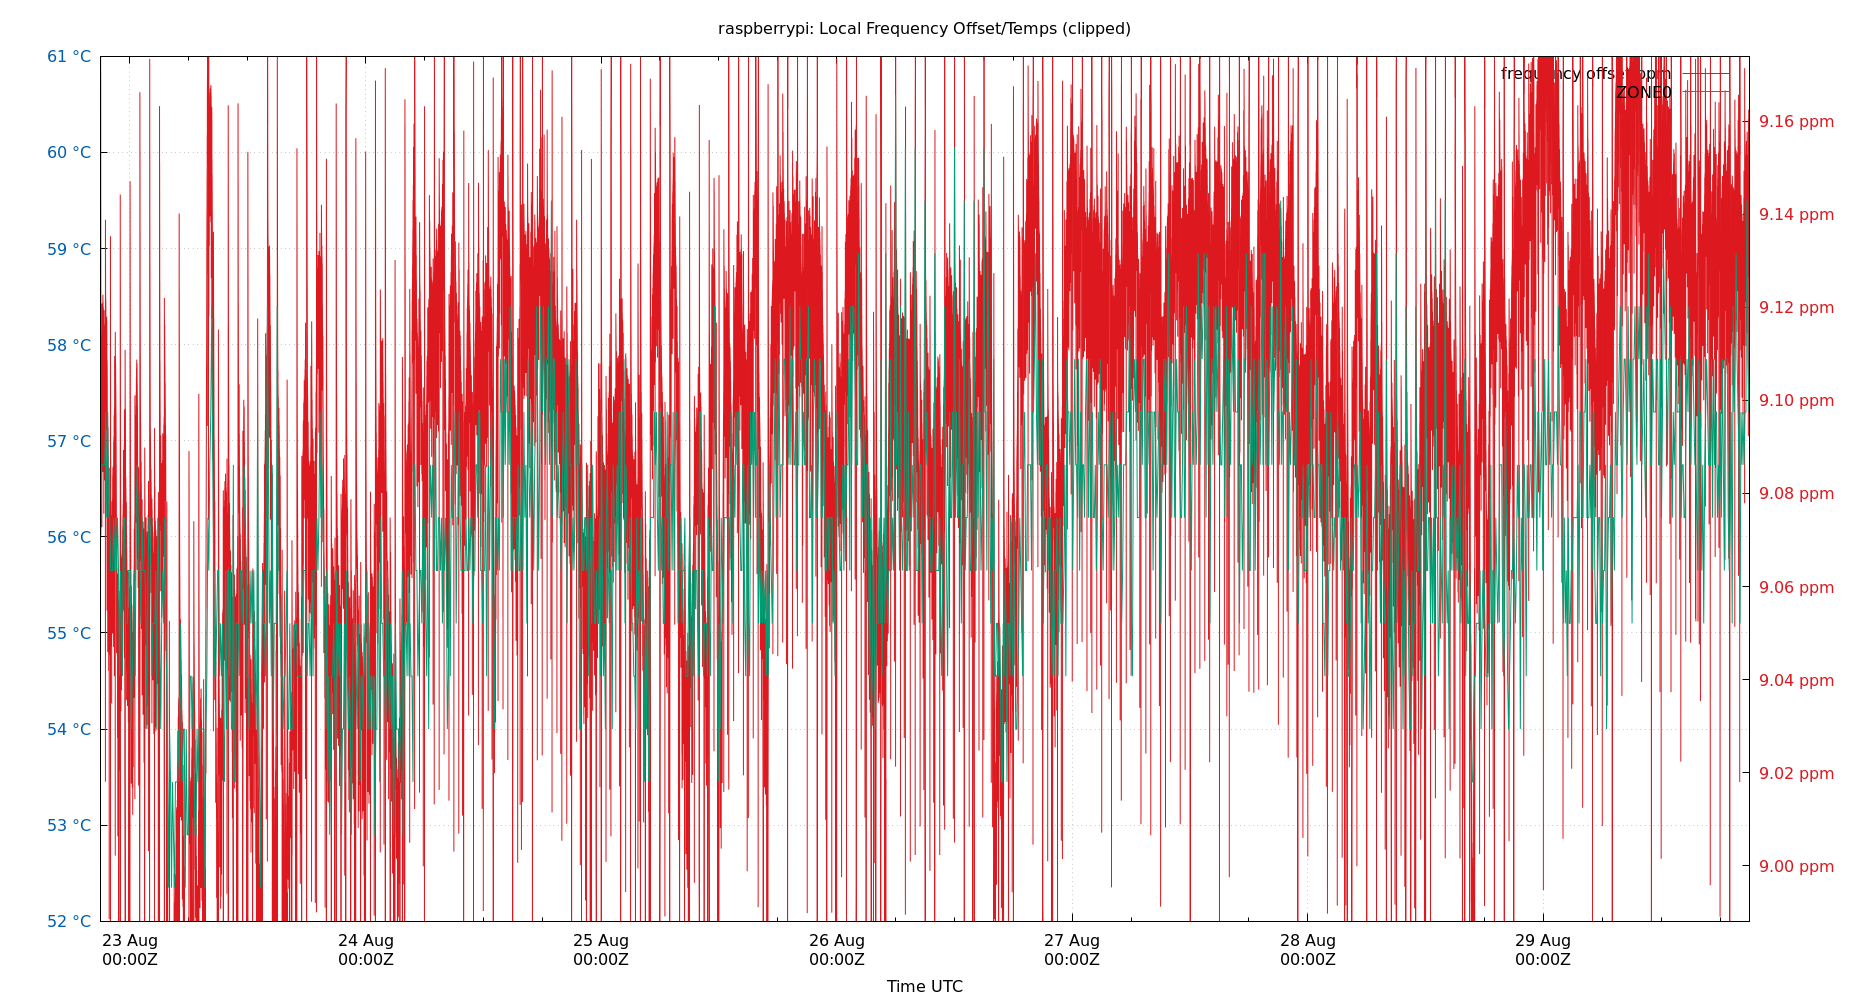 raspberrypi: Local Frequency Offset/Temps (clipped)
61 °C
60 °C
59 °C
58 °C
57 °C
56 °C
55 °C
54 °C
53 °C
52 °C
frequency offset ppm
ZONE0
9.16 ppm
9.14 ppm
9.12 ppm
9.10 ppm
9.08 ppm
9.06 ppm
9.04 ppm
9.02 ppm
9.00 ppm
23 Aug 24 Aug 25 Aug 26 Aug 27 Aug 28 Aug 29 Aug
00:00Z 00:00Z 00:00Z 00:00Z 00:00Z 00:00Z 00:00Z
Time UTC